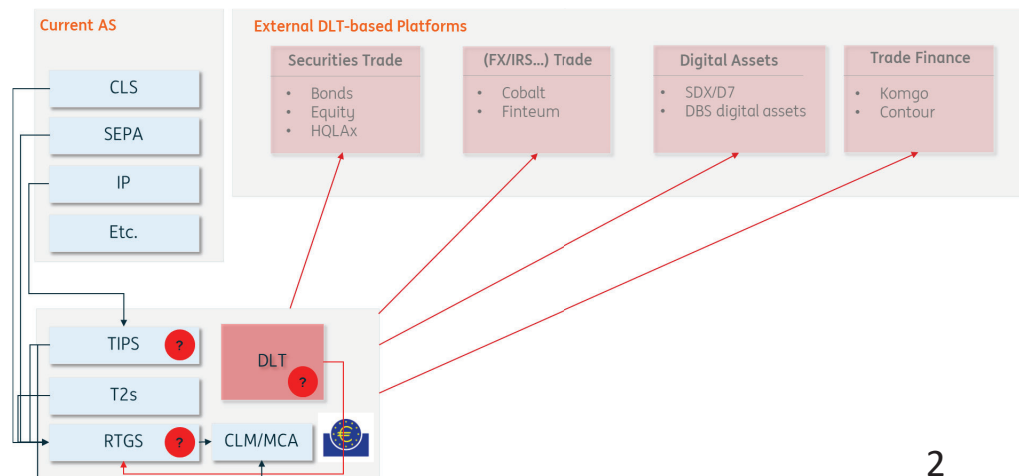 Current AS
CLS
SEPA
IP
Etc.
External DLT-based Platforms
Securities Trade
• Bonds
• Equity
• HQLAx
(FX/IRS...) Trade
• Cobalt
• Finteum
Digital Assets
• SDX/D7
• DBS digital assets
Trade Finance
• Komgo
• Contour
TIPS
?
DLT
?
T2s
RTGS
?
CLM/MCA
€
2